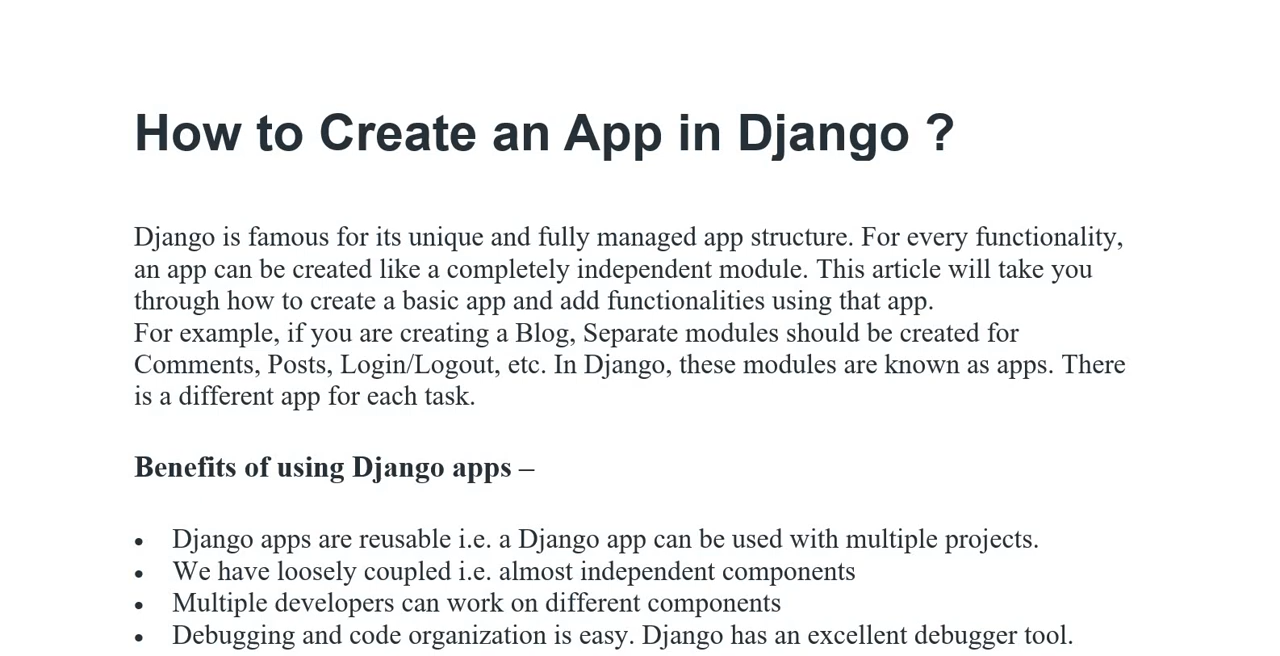 How to Create an App in Django ?
Django is famous for its unique and fully managed app structure. For every functionality,
an app can be created like a completely independent module. This article will take you
through how to create a basic app and add functionalities using that app.
For example, if you are creating a Blog, Separate modules should be created for
Comments, Posts, Login/Logout, etc. In Django, these modules are known as apps. There
is a different app for each task.
Benefits of using Django apps –
• Django apps are reusable i.e. a Django app can be used with multiple projects.
• We have loosely coupled i.e. almost independent components
• Multiple developers can work on different components
• Debugging and code organization is easy. Django has an excellent debugger tool.